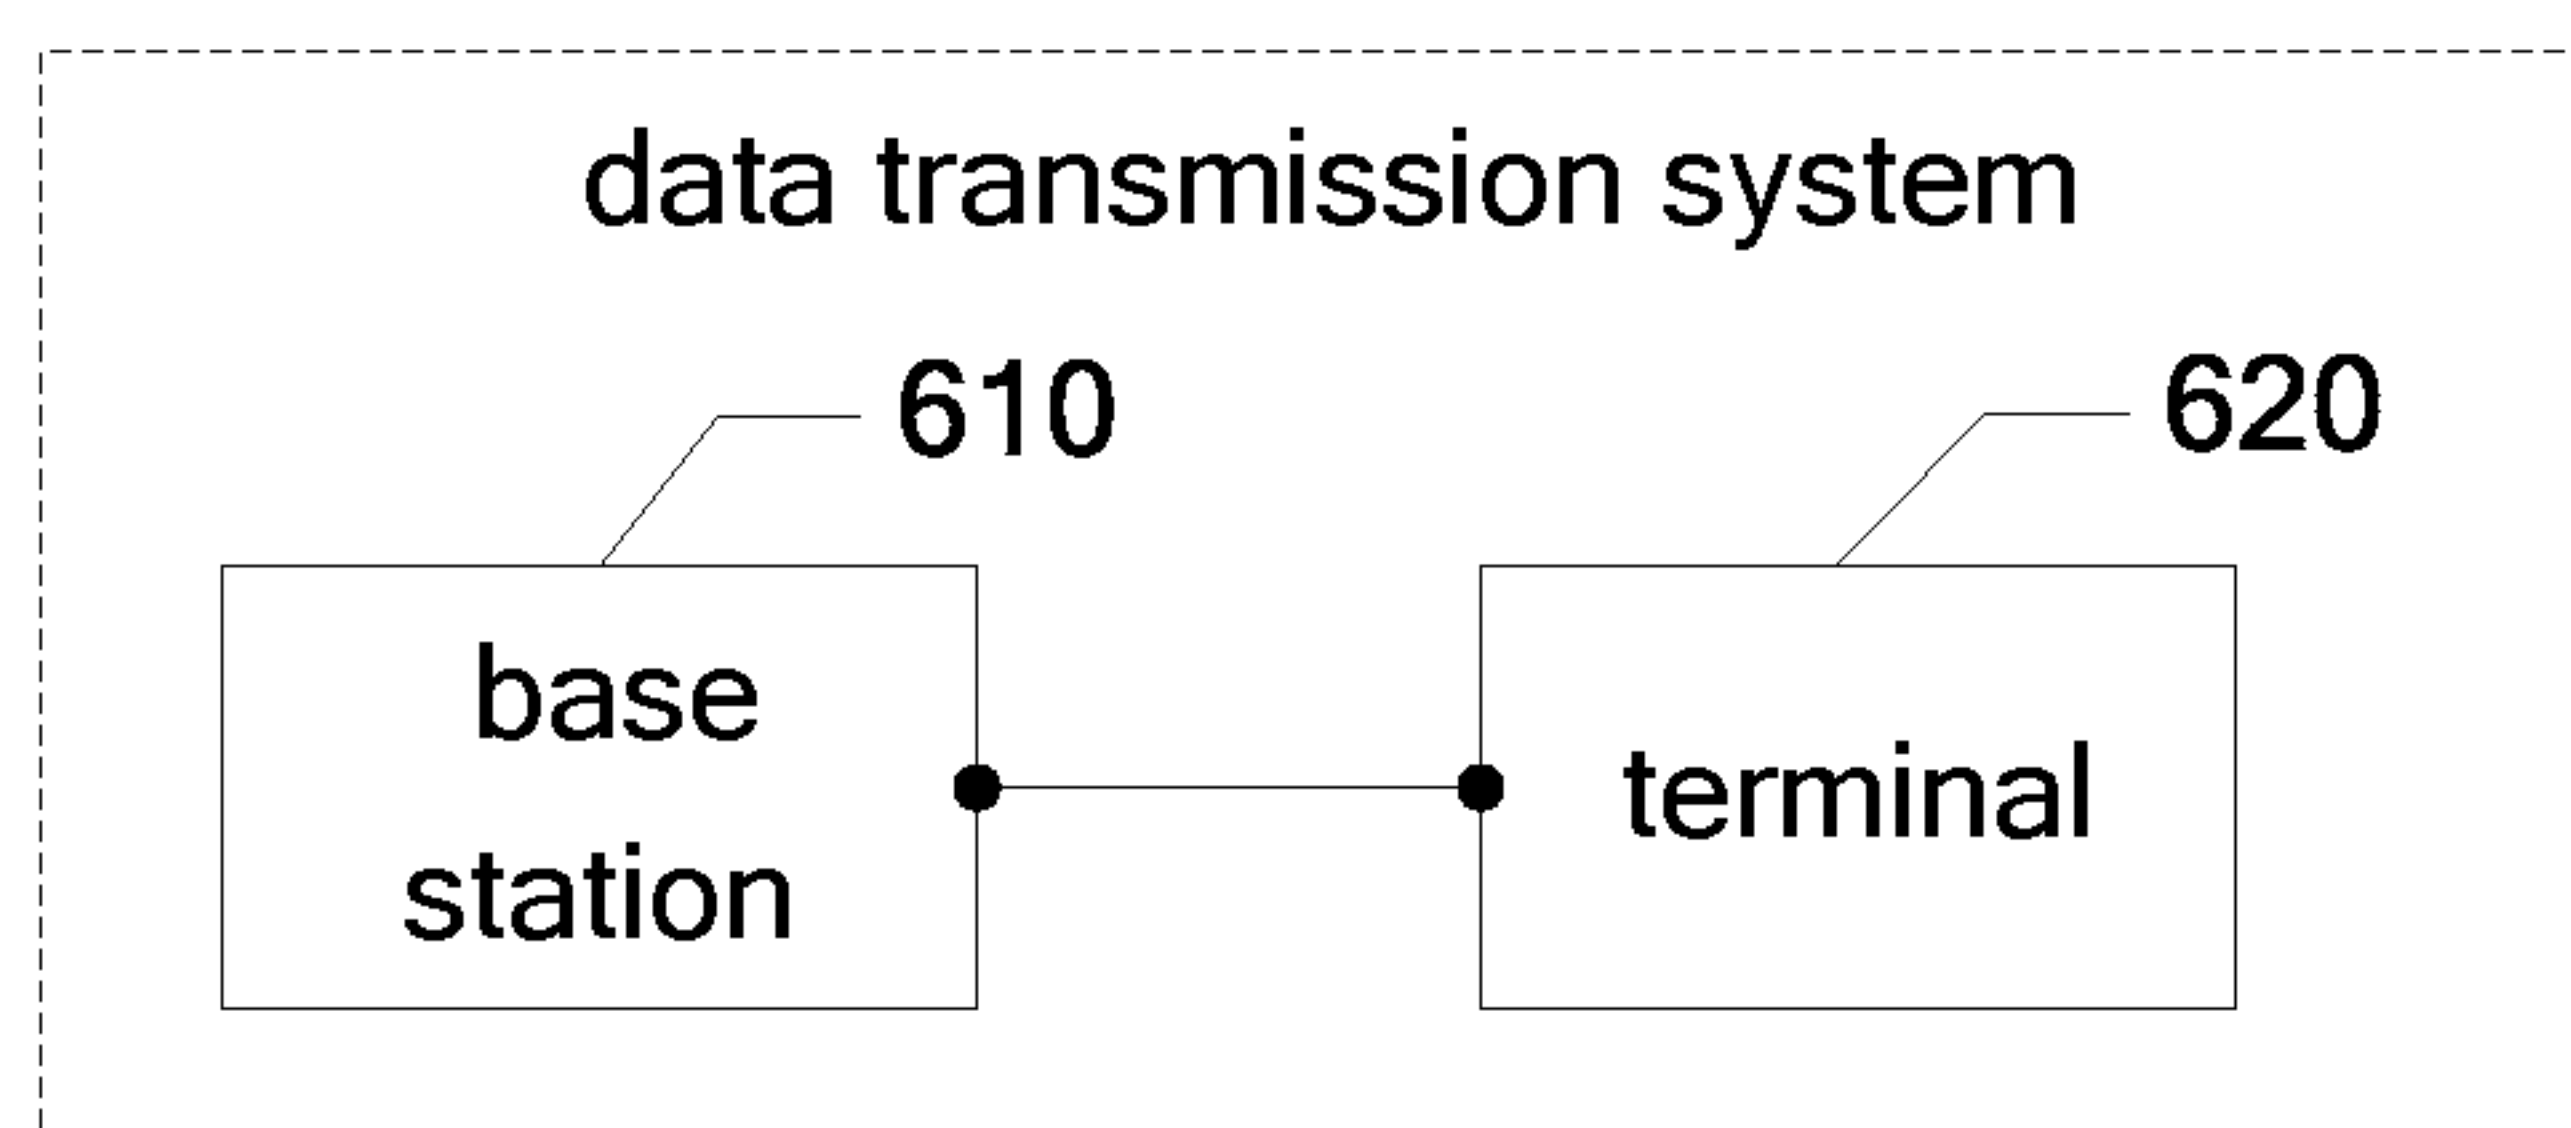 data transmission system
610
620
base
station
terminal